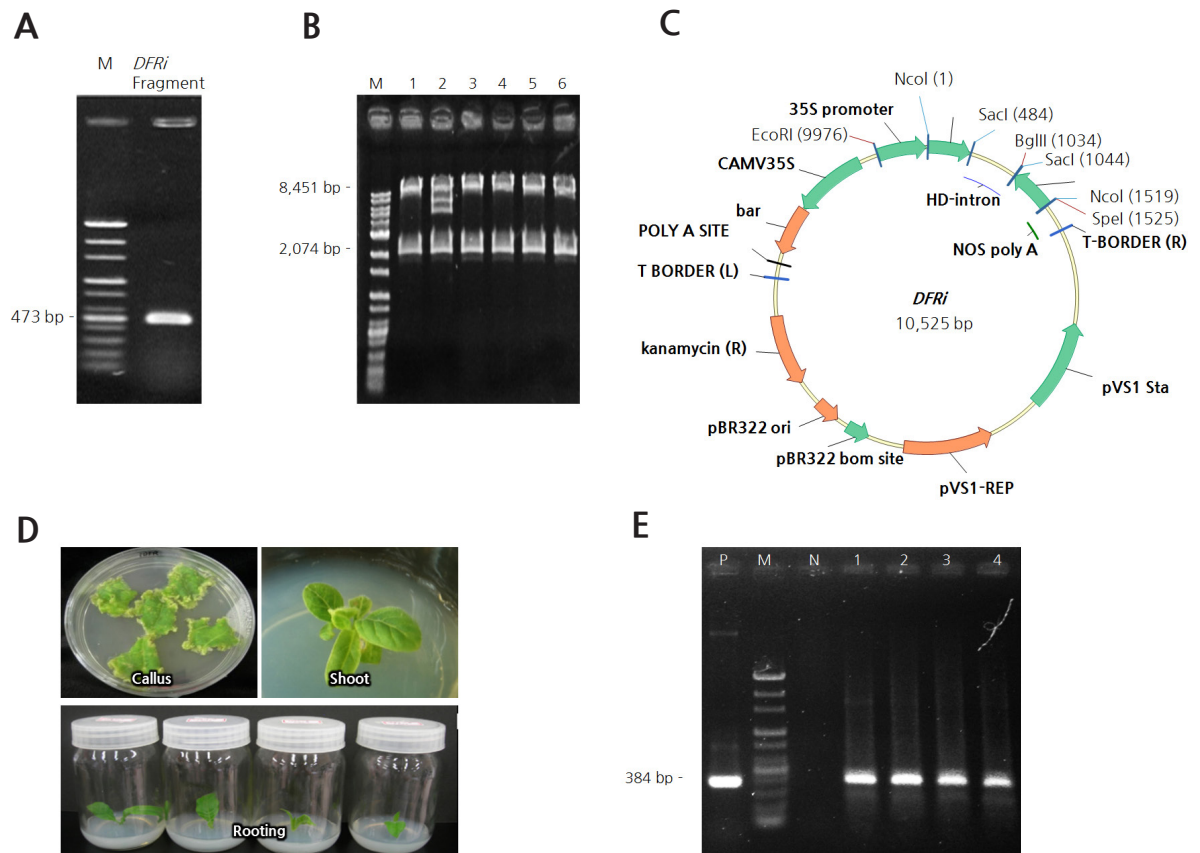 A
M
DFRi
Fragment
473 bp -
B
M 1 2 3 4 5 6
8,451 bp -
2,074 bp -
C
NcoI (1)
35S promoter
SacI (484)
EcoRI (9976)
BglII (1034)
SacI (1044)
CAMV35S
NcoI (1519)
HD-intron
SpeI (1525)
bar
T-BORDER (R)
POLY A SITE
NOS poly A
T BORDER (L)
DFRi
10,525 bp
kanamycin (R)
pVS1 Sta
pBR322 ori
pBR322 bom site
pVS1-REP
D
Callus
Shoot
Rooting
E
P M N 1 2 3 4
384 bp -